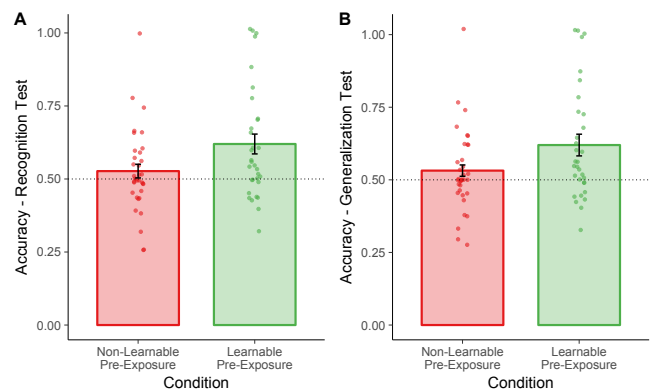 A
Accuracy - Recognition Test
1.00
0.75
0.50
0.25
0.00
Non-Learnable
Pre-Exposure
Learnable
Pre-Exposure
Condition
B
Accuracy - Generalization Test
1.00
0.75
0.50
0.25
0.00
Non-Learnable
Pre-Exposure
Learnable
Pre-Exposure
Condition